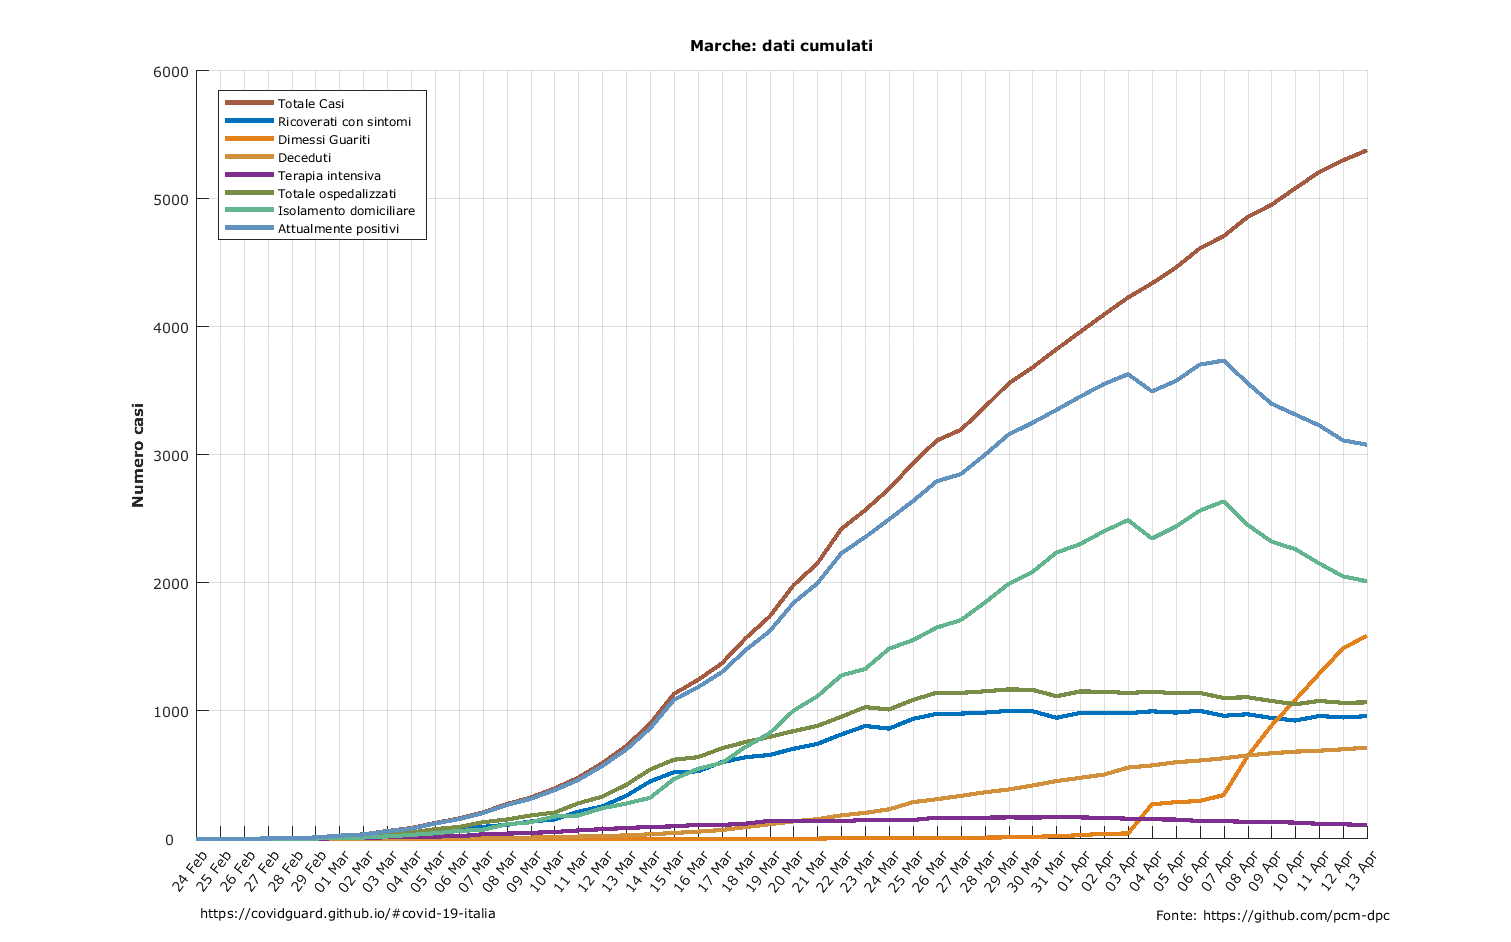 Marche: dati cumulati
6000
5000
4000
3000
2000
1000
0
Numero casi
Totale Casi
Ricoverati con sintomi
Dimessi Guariti
Deceduti
Terapia intensiva
Totale ospedalizzati
Isolamento domiciliare
Attualmente positivi
24 Feb
25 Feb
26 Feb
27 Feb
28 Feb
29 Feb
01 Mar
02 Mar
03 Mar
04 Mar
05 Mar
06 Mar
07 Mar
08 Mar
09 Mar
10 Mar
11 Mar
12 Mar
13 Mar
14 Mar
15 Mar
16 Mar
17 Mar
18 Mar
19 Mar
20 Mar
21 Mar
22 Mar
23 Mar
24 Mar
25 Mar
26 Mar
27 Mar
28 Mar
29 Mar
30 Mar
31 Mar
01 Apr
02 Apr
03 Apr
04 Apr
05 Apr
06 Apr
07 Apr
08 Apr
09 Apr
10 Apr
11 Apr
12 Apr
13 Apr
https://covidguard.github.io/#covid-19-italia
Fonte: https://github.com/pcm-dpc